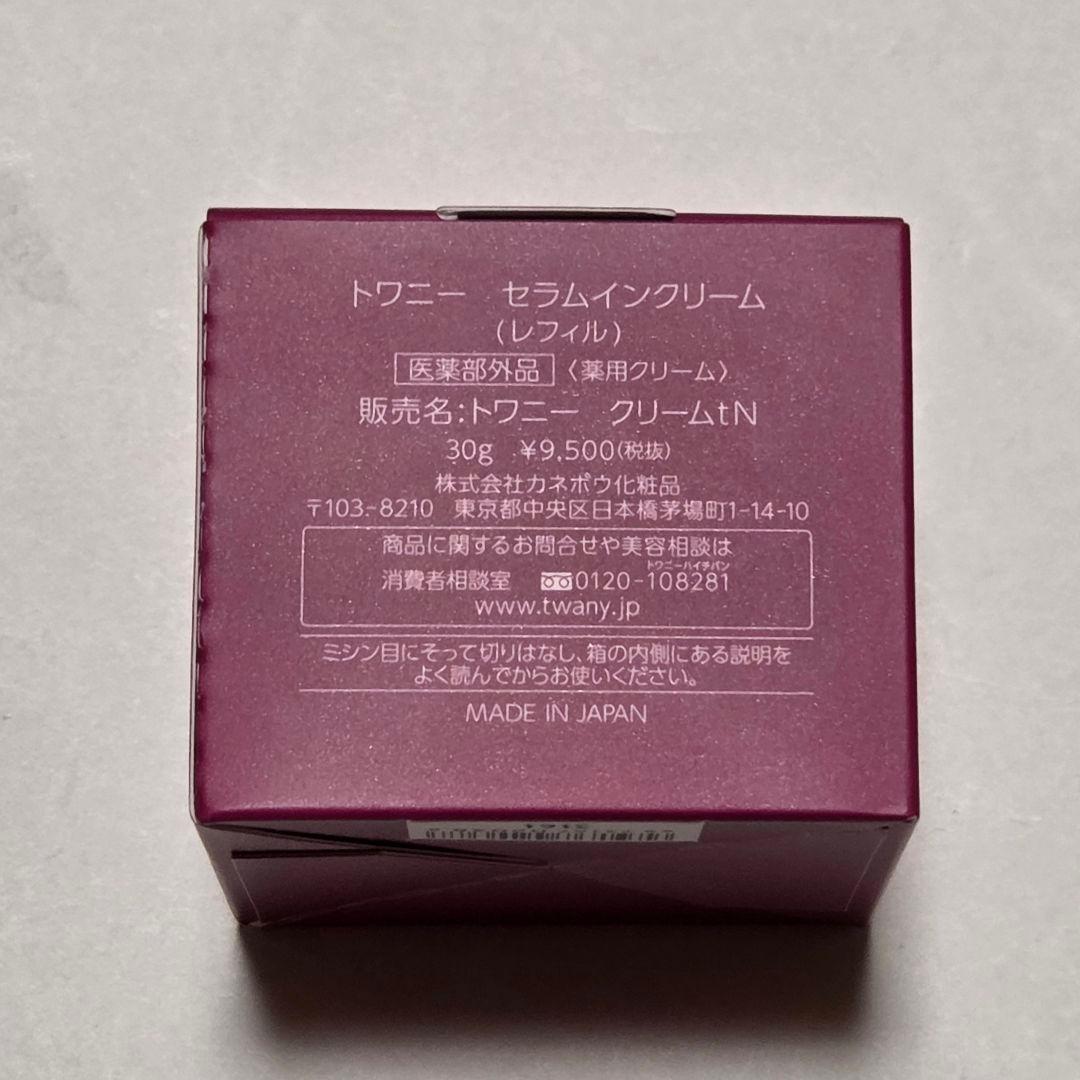 トワニー　セラムインクリーム
(レフィル)
医薬部外品 〈薬用クリーム〉
販売名:トワニー　クリームtN
30g ¥9,500(税抜)
株式会社カネボウ化粧品
〒103-8210　東京都中央区日本橋茅場町1-14-10
商品に関するお問合せや美容相談は
トワニーハイチバン
消費者相談室　0120-108281
www.twany.jp
ミシン目にそって切りはなし、箱の内側にある説明を
よく読んでからお使いください。
MADE IN JAPAN